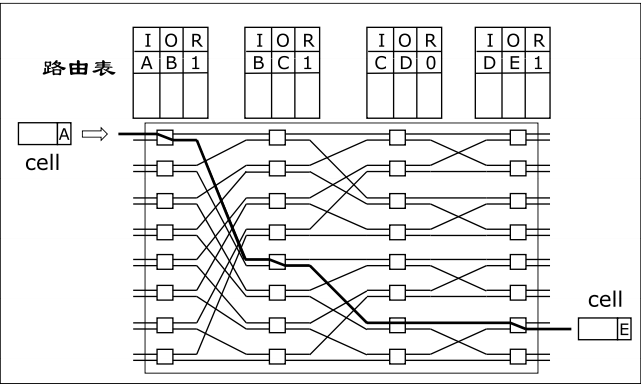 I O R I O R I O R I O R
A B 1 B C 1 C D 0 D E 1
路由表
A
cell
cell
E